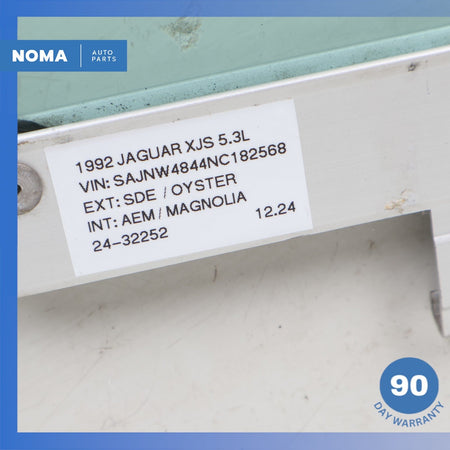 NOMA
AUTO
PARTS
1992 JAGUAR XJS 5.3L
VIN: SAJNW4844NC182568
EXT: SDE / OYSTER
INT: AEM / MAGNOLIA
24-32252
12.24
90
DAY WARRANTY